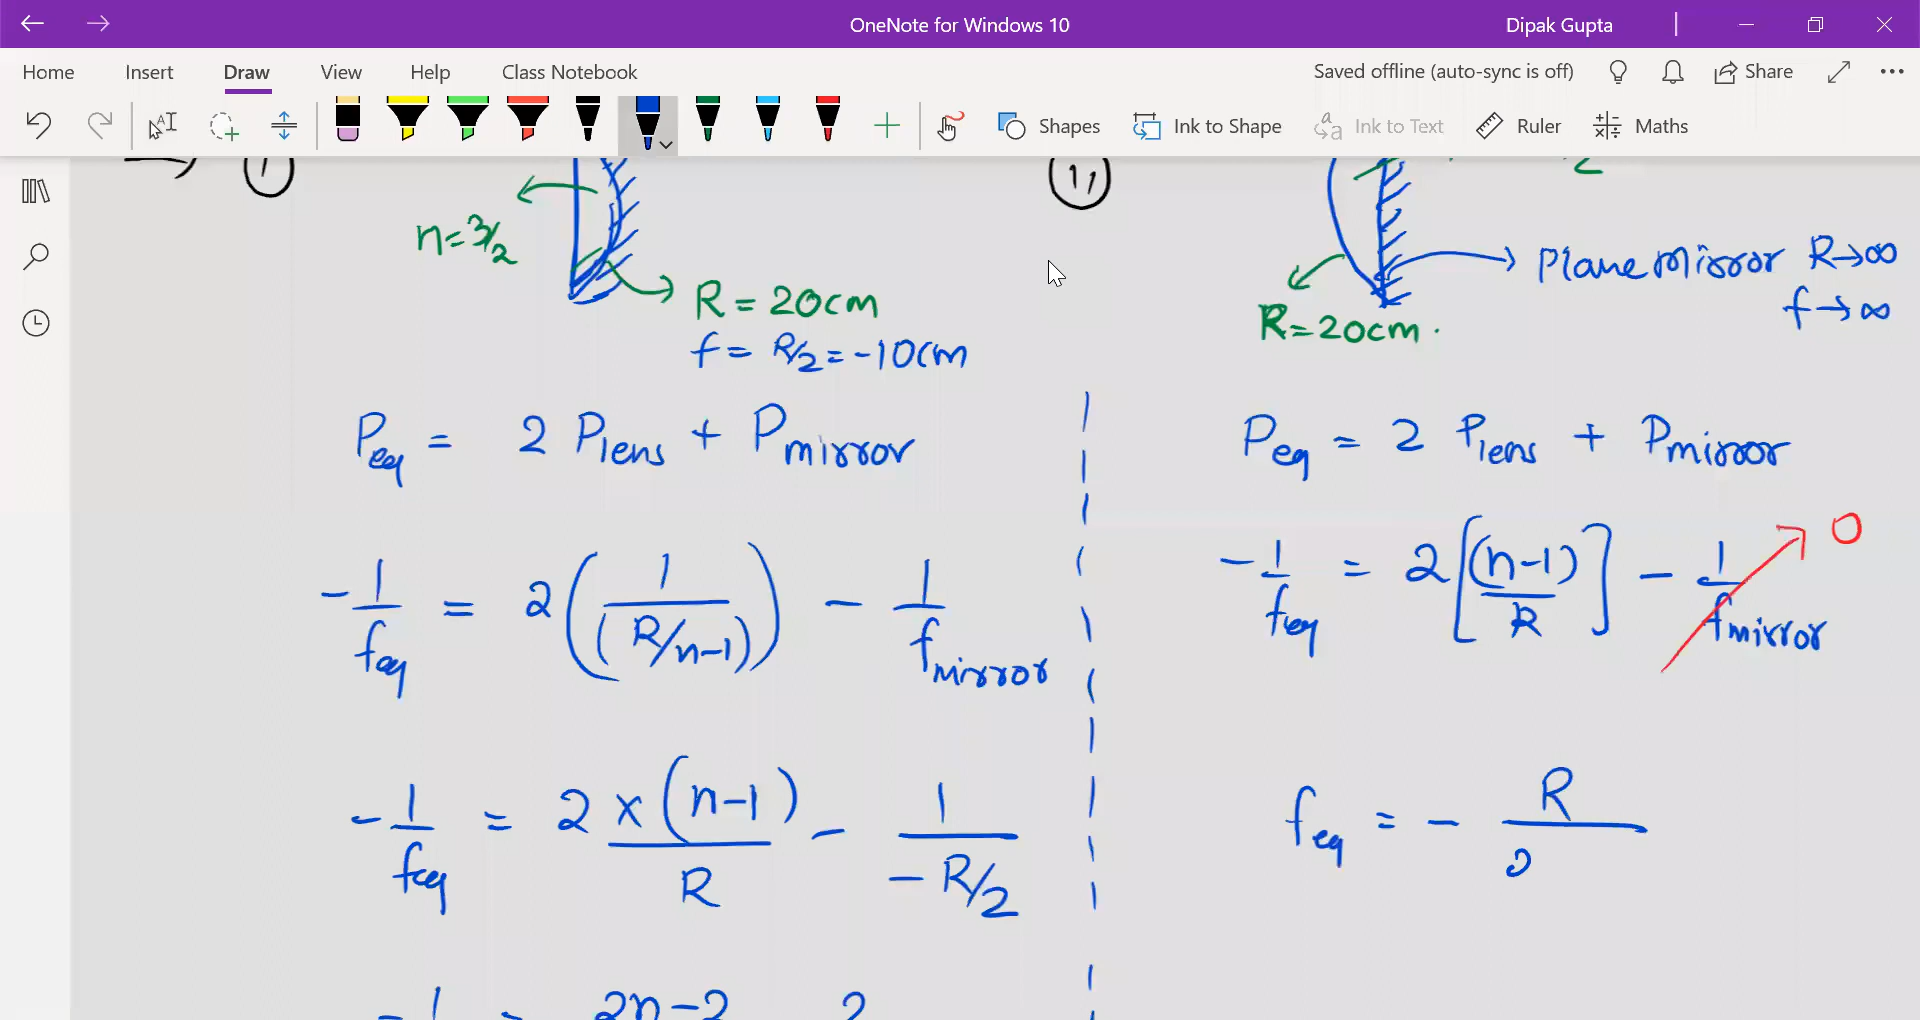 OneNote for Windows 10
Dipak Gupta
Home Insert Draw View Help Class Notebook
Saved offline (auto-sync is off) Share
Shapes Ink to Shape Ink to Text Ruler Maths
n=3/2
R = 20cm
f = R/2 = -10cm
Peq = 2 Plens + Pmirror
-1/feq = 2(1/(R/n-1)) - 1/fmirror
-1/feq = 2 x (n-1)/R - 1/-R/2
2n-2 2
11
Plane mirror R→∞
f→∞
R=20cm.
Peq = 2 Plens + Pmirror
-1/feq = 2[(n-1)/R] - 1/fmirror 0
feq = - R/2